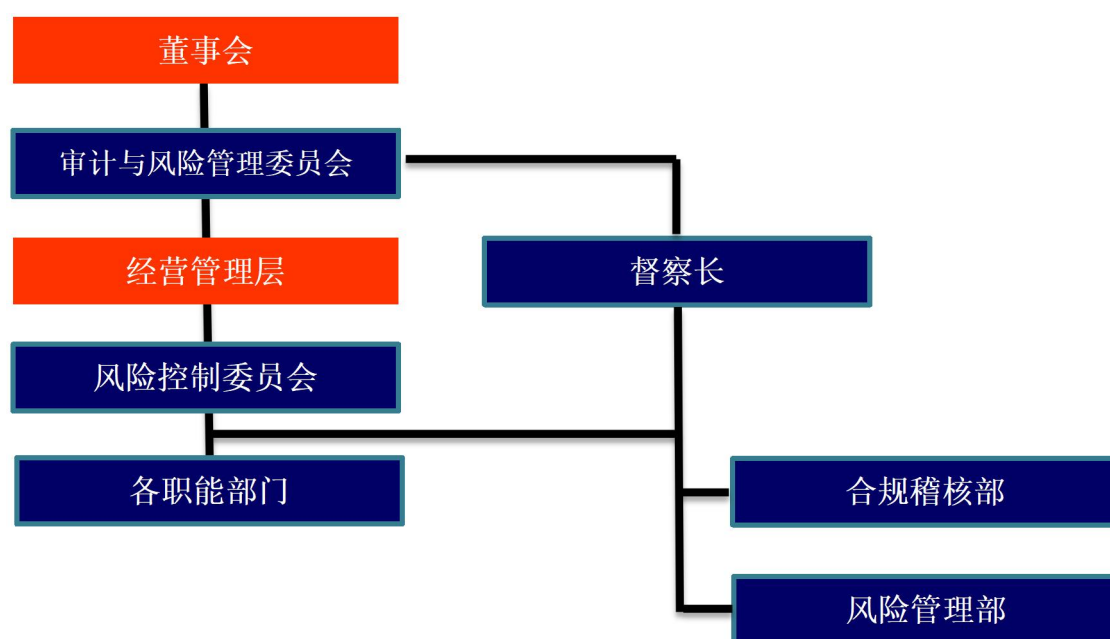 董事会
审计与风险管理委员会
经营管理层
督察长
风险控制委员会
各职能部门
合规稽核部
风险管理部